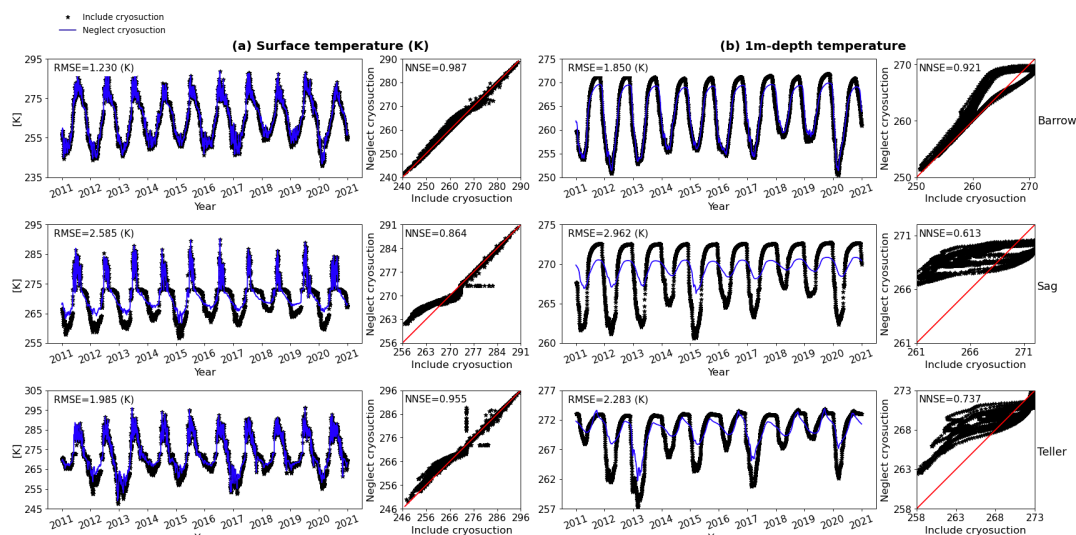 Include cryosuction
Neglect cryosuction
(a) Surface temperature (K)
(b) 1m-depth temperature
RMSE=1.230 (K)
295
275
255
235
[K]
2011 2012 2013 2014 2015 2016 2017 2018 2019 2020 2021
Year
NNSE=0.987
290
280
270
260
250
240
Neglect cryosuction
240 250 260 270 280 290
Include cryosuction
RMSE=1.850 (K)
275
270
265
260
255
250
2011 2012 2013 2014 2015 2016 2017 2018 2019 2020 2021
Year
NNSE=0.921
270
260
250
Neglect cryosuction
250 260 270
Include cryosuction
Barrow
RMSE=2.585 (K)
295
285
275
265
255
[K]
2011 2012 2013 2014 2015 2016 2017 2018 2019 2020 2021
Year
NNSE=0.864
291
284
277
270
263
256
Neglect cryosuction
256 263 270 277 284 291
Include cryosuction
RMSE=2.962 (K)
275
270
265
260
2011 2012 2013 2014 2015 2016 2017 2018 2019 2020 2021
Year
NNSE=0.613
271
266
261
Neglect cryosuction
261 266 271
Include cryosuction
Sag
RMSE=1.985 (K)
305
295
285
275
265
255
245
[K]
2011 2012 2013 2014 2015 2016 2017 2018 2019 2020 2021
NNSE=0.955
296
286
276
266
256
246
Neglect cryosuction
246 256 266 276 286 296
Include cryosuction
RMSE=2.283 (K)
277
272
267
262
257
2011 2012 2013 2014 2015 2016 2017 2018 2019 2020 2021
NNSE=0.737
273
268
263
258
Neglect cryosuction
258 263 268 273
Include cryosuction
Teller